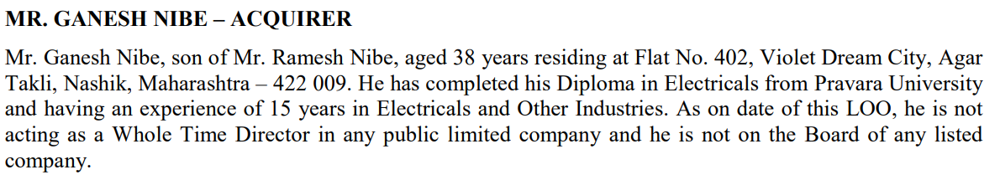 MR. GANESH NIBE – ACQUIRER
Mr. Ganesh Nibe, son of Mr. Ramesh Nibe, aged 38 years residing at Flat No. 402, Violet Dream City, Agar
Takli, Nashik, Maharashtra – 422 009. He has completed his Diploma in Electricals from Pravara University
and having an experience of 15 years in Electricals and Other Industries. As on date of this LOO, he is not
acting as a Whole Time Director in any public limited company and he is not on the Board of any listed
company.